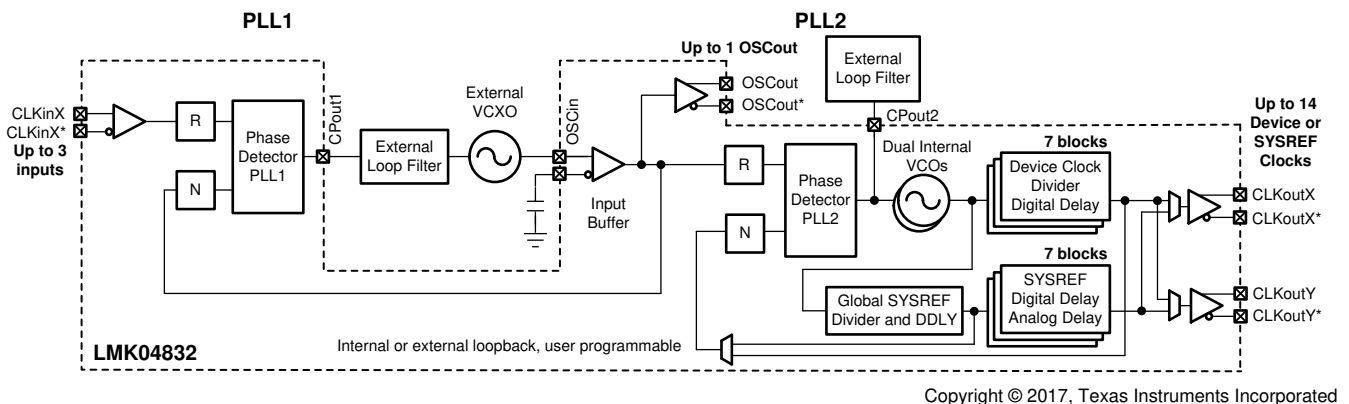 PLL1
PLL2
Up to 1 OSCout
CLKinX
CLKinX*
Up to 3
inputs
R
N
Phase
Detector
PLL1
CPout1
External
Loop Filter
External
VCXO
OSCin
Input
Buffer
OSCout
OSCout*
External
Loop Filter
CPout2
R
N
Phase
Detector
PLL2
Dual Internal
VCOs
7 blocks
Device Clock
Divider
Digital Delay
7 blocks
SYSREF
Digital Delay
Analog Delay
Global SYSREF
Divider and DDLY
Up to 14
Device or
SYSREF
Clocks
CLKoutX
CLKoutX*
CLKoutY
CLKoutY*
Internal or external loopback, user programmable
LMK04832
Copyright © 2017, Texas Instruments Incorporated